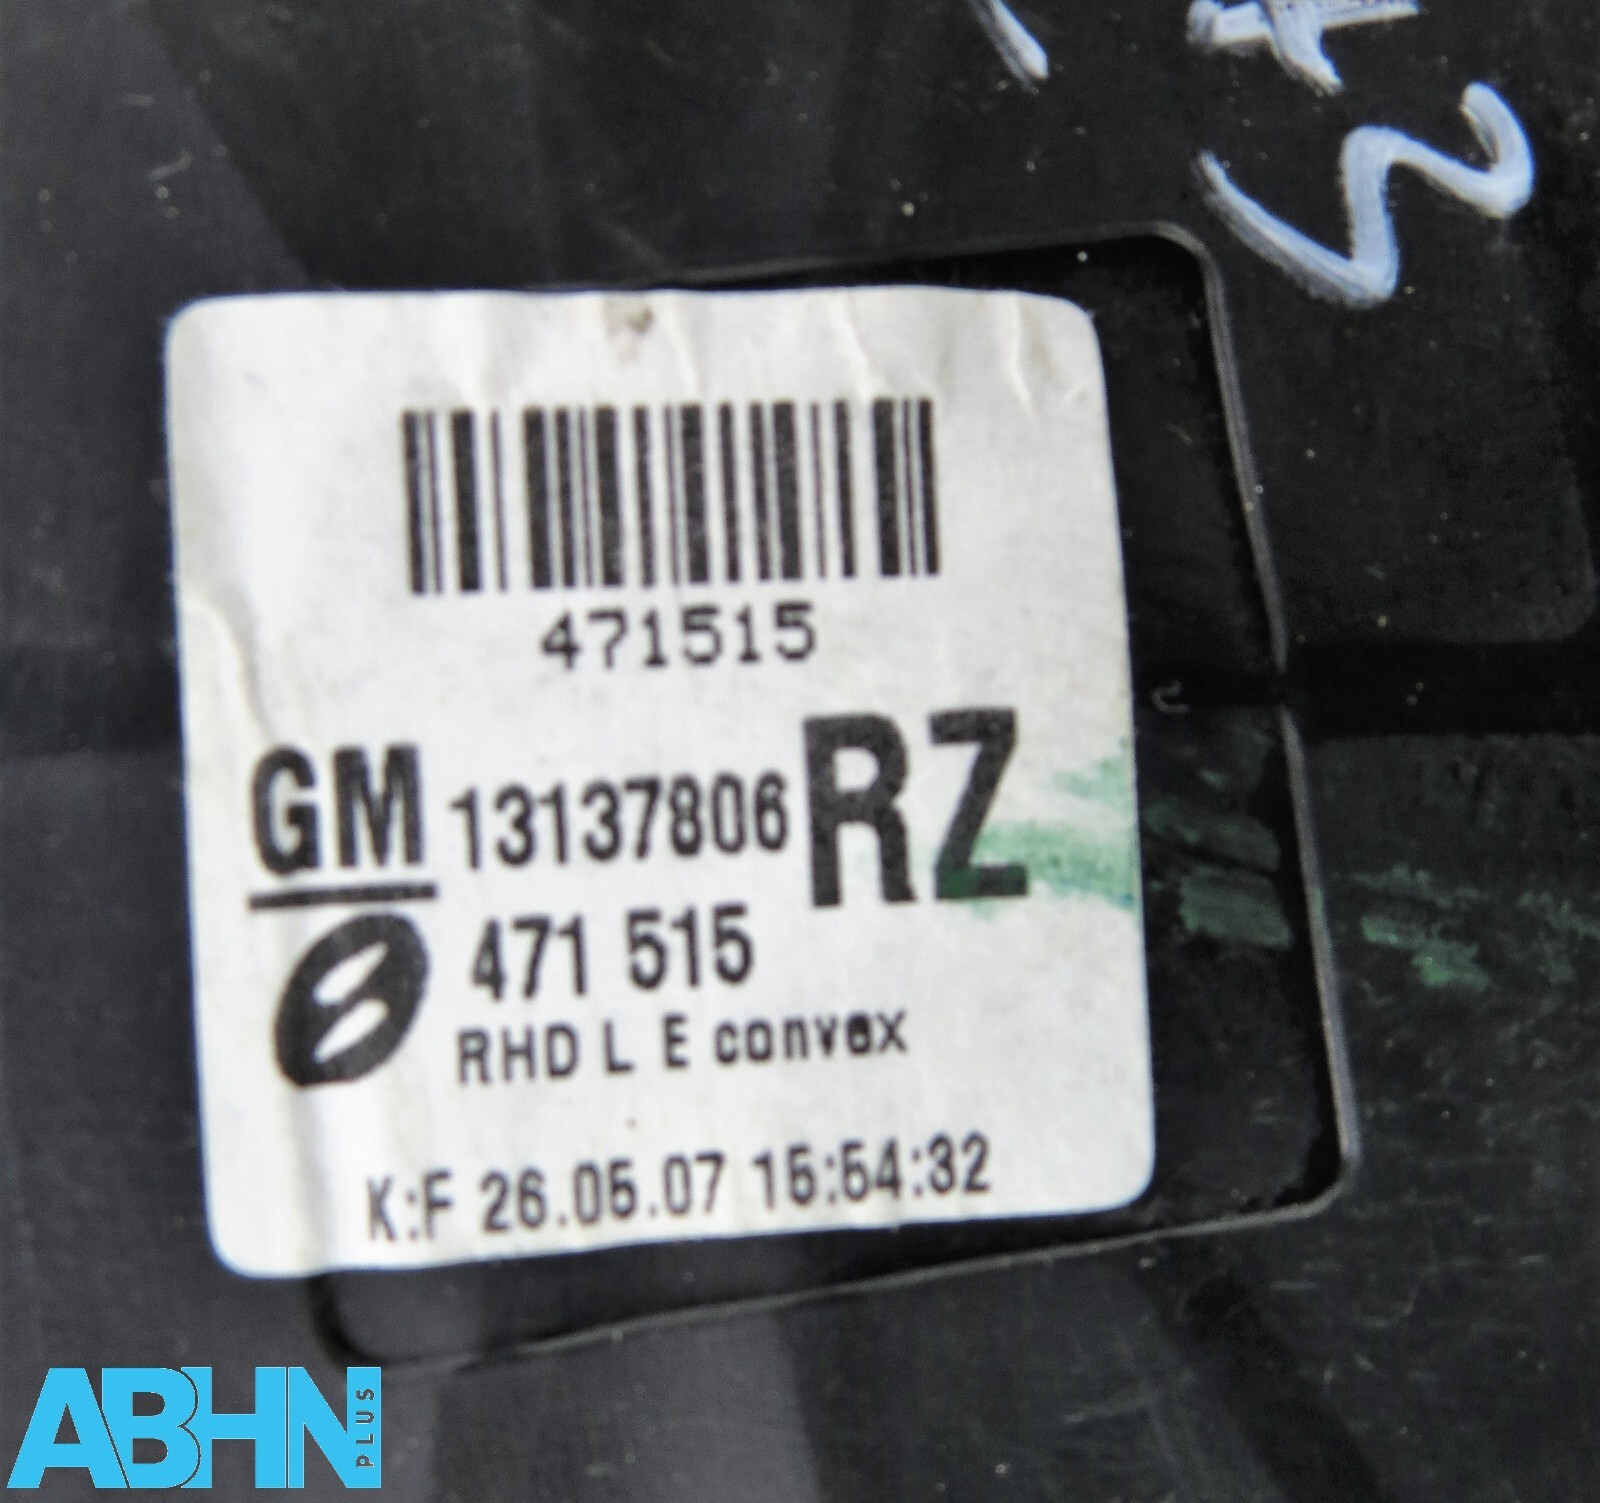 471515
GM 13137806 RZ
471 515
RHD L E convex
K:F 26.05.07 15:54:32
ABHN PLUS